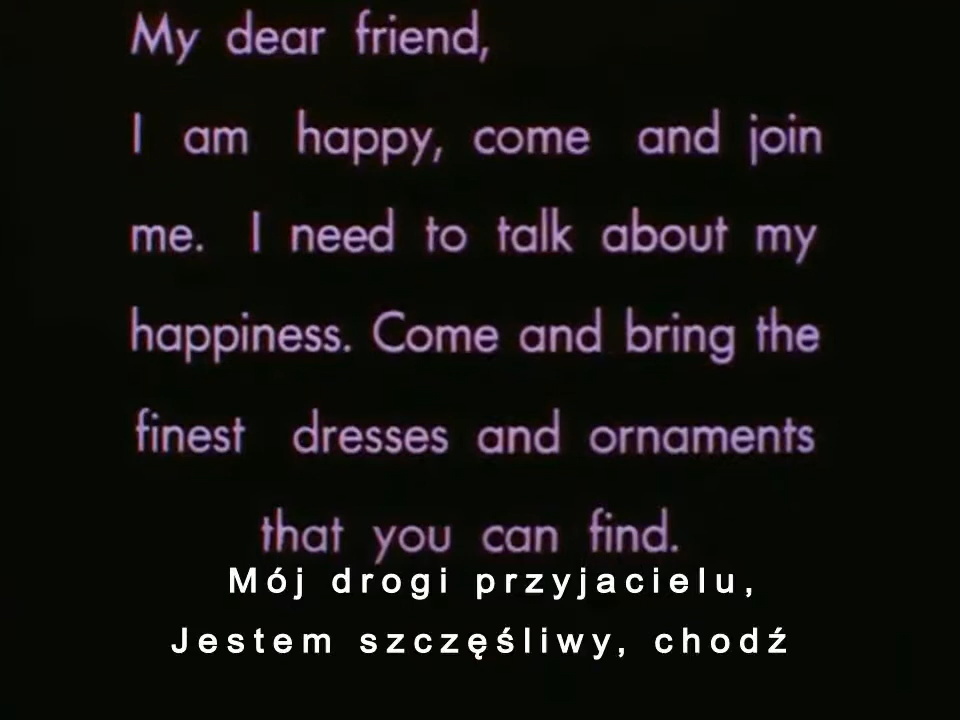 My dear friend,
I am happy, come and join
me. I need to talk about my
happiness. Come and bring the
finest dresses and ornaments
that you can find.
Mój drogi przyjacielu,
Jestem szczęśliwy, chodź